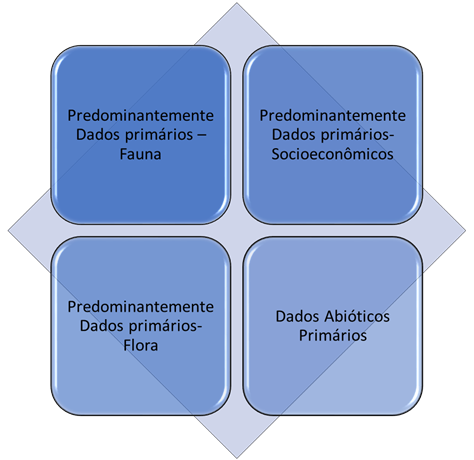 Predominantemente
Dados primários –
Fauna
Predominantemente
Dados primários-
Socioeconômicos
Predominantemente
Dados primários-
Flora
Dados Abióticos
Primários